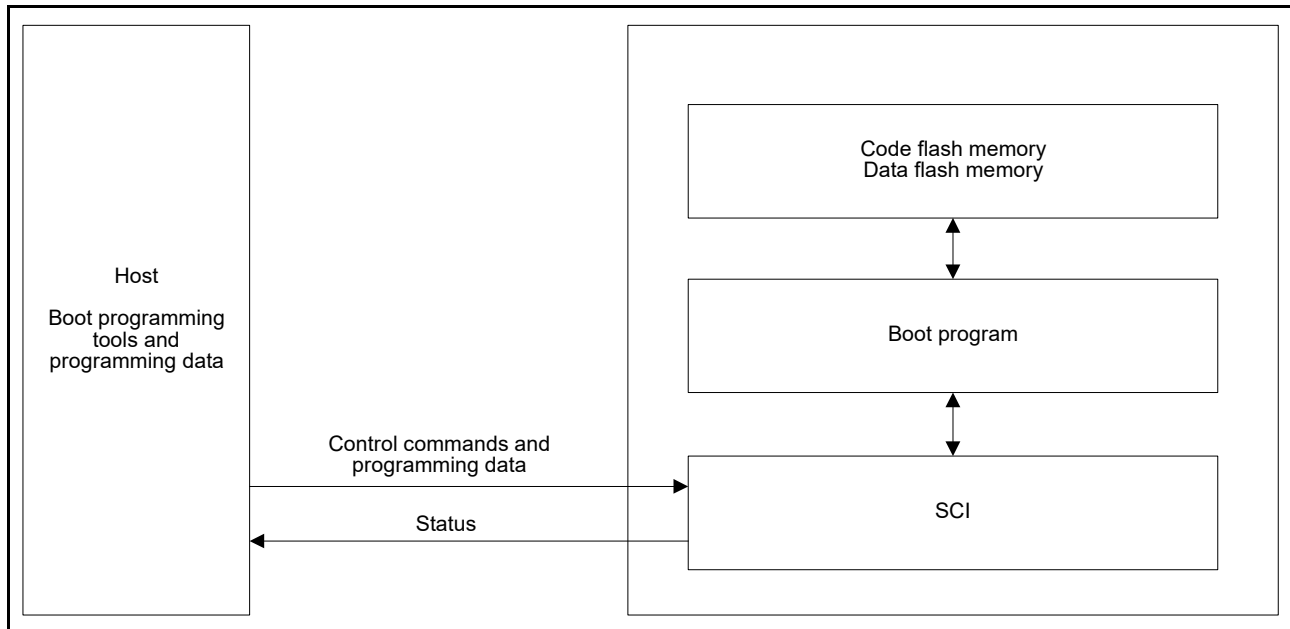 Host
Boot programming
tools and
programming data
Control commands and
programming data
Status
Code flash memory
Data flash memory
Boot program
SCI